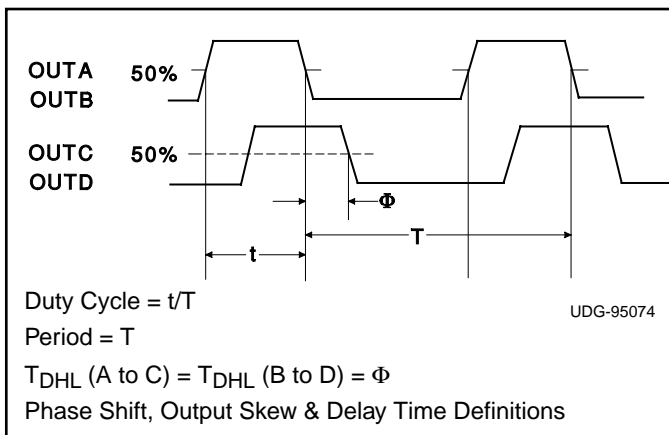 OUTA 50%
OUTB
OUTC 50%
OUTD
Φ
T
t
Duty Cycle = t/T
UDG-95074
Period = T
TDHL (A to C) = TDHL (B to D) = Φ
Phase Shift, Output Skew & Delay Time Definitions